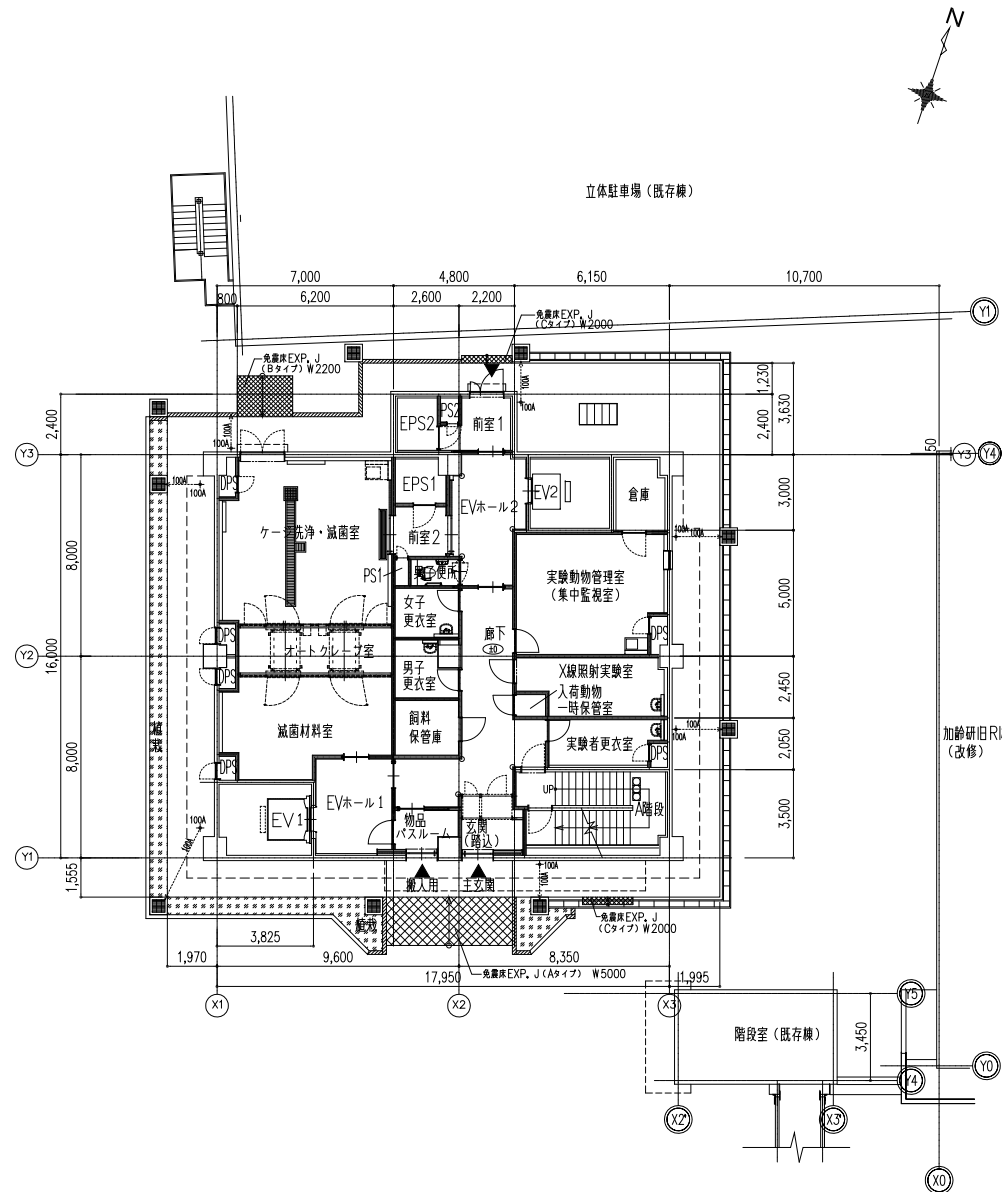 N
立体駐車場(既存棟)
7,000
4,800
6,150
10,700
800
6,200
2,600
2,200
免震床EXP．J
(Cタイプ) W2000
Y1
免震床EXP．J
(Bタイプ) W2200
100A
1,230
2,400
3,630
2,400
EPS2
PS2
前室1
100A
100A
100A
50
Y3
Y3
Y4
DPS
EPS1
EVホール2
EV2
倉庫
3,000
100A
ケージ洗浄・滅菌室
前室2
100A
8,000
PS1
男子便所
実験動物管理室
(集中監視室)
5,000
女子
更衣室
廊下
±0
DPS
DPS
Y2
16,000
オートクレーブ室
男子
更衣室
X線照射実験室
DPS
入荷動物
一時保管室
2,450
植栽
滅菌材料室
飼料
保管庫
実験者更衣室
DPS
100A
2,050
加齢研旧RI
(改修)
8,000
DPS
EVホール1
UP
A階段
EV1
物品
パスルーム
玄関
(踏込)
3,500
100A
100A
Y1
100A
100A
1,555
搬入用
主玄関
植栽
免震床EXP．J
(Cタイプ) W2000
3,825
1,970
9,600
8,350
免震床EXP．J(Aタイプ) W5000
17,950
1,995
X1
X2
X3
Y5
階段室(既存棟)
3,450
Y0
Y4
X2'
X3'
X0